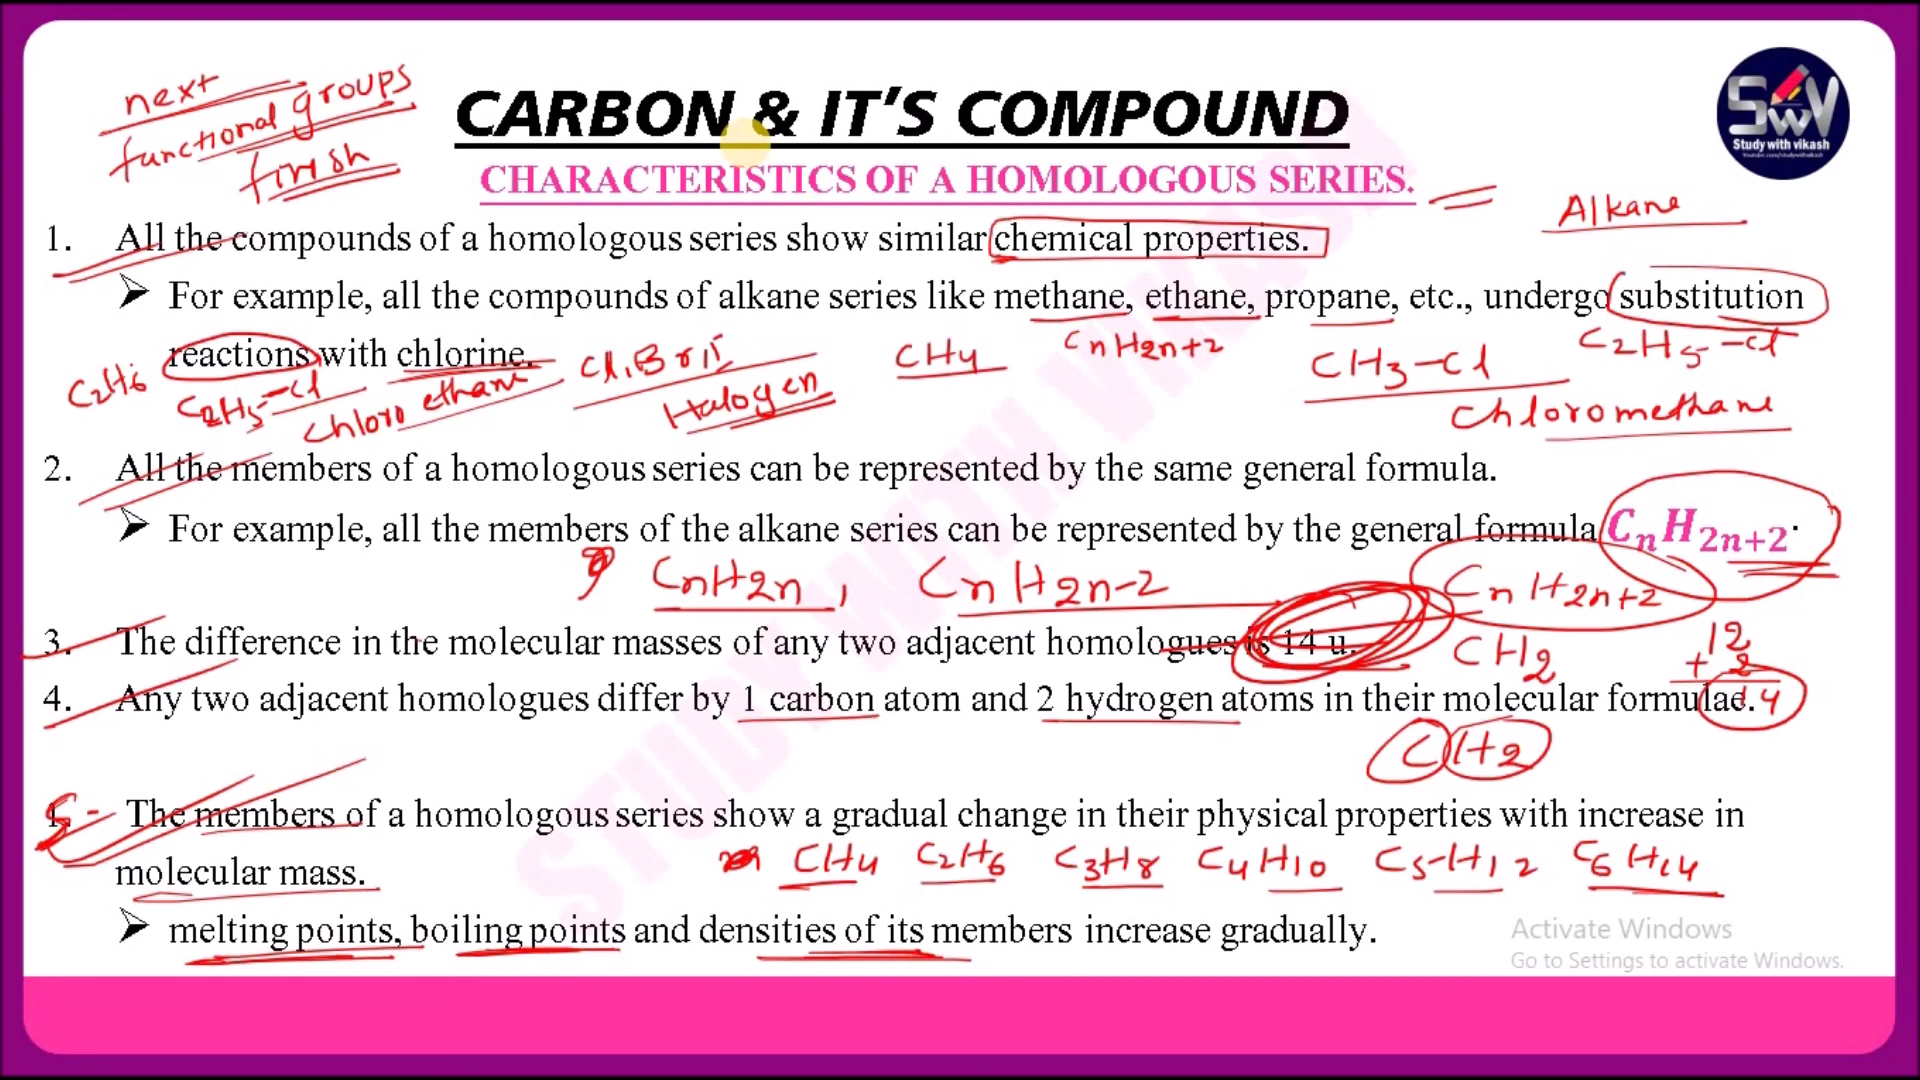 next
functional groups
finish
CARBON & IT’S COMPOUND
SWV
Study with vikash
CHARACTERISTICS OF A HOMOLOGOUS SERIES.
Alkane
1. All the compounds of a homologous series show similar chemical properties.
➢ For example, all the compounds of alkane series like methane, ethane, propane, etc., undergo substitution
reactions with chlorine.
C2H6
C2H5-Cl
chloro ethane
Cl, Br, I,
Halogen
CH4
CnH2n+2
CH3-Cl
C2H5-Cl
Chloromethane
2. All the members of a homologous series can be represented by the same general formula.
➢ For example, all the members of the alkane series can be represented by the general formula CnH2n+2.
CnH2n, CnH2n-2
CnH2n+2
3. The difference in the molecular masses of any two adjacent homologues is 14 u.
CH2
12
+ 2
14
4. Any two adjacent homologues differ by 1 carbon atom and 2 hydrogen atoms in their molecular formulae.
CH2
5- The members of a homologous series show a gradual change in their physical properties with increase in
molecular mass.
CH4 C2H6 C3H8 C4H10 C5H12 C6H14
➢ melting points, boiling points and densities of its members increase gradually.
STUDY WITH VIKASH
Activate Windows
Go to Settings to activate Windows.